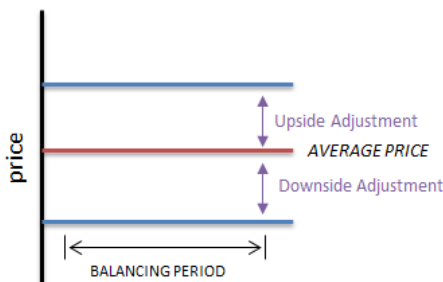 price
Upside Adjustment
AVERAGE PRICE
Downside Adjustment
BALANCING PERIOD